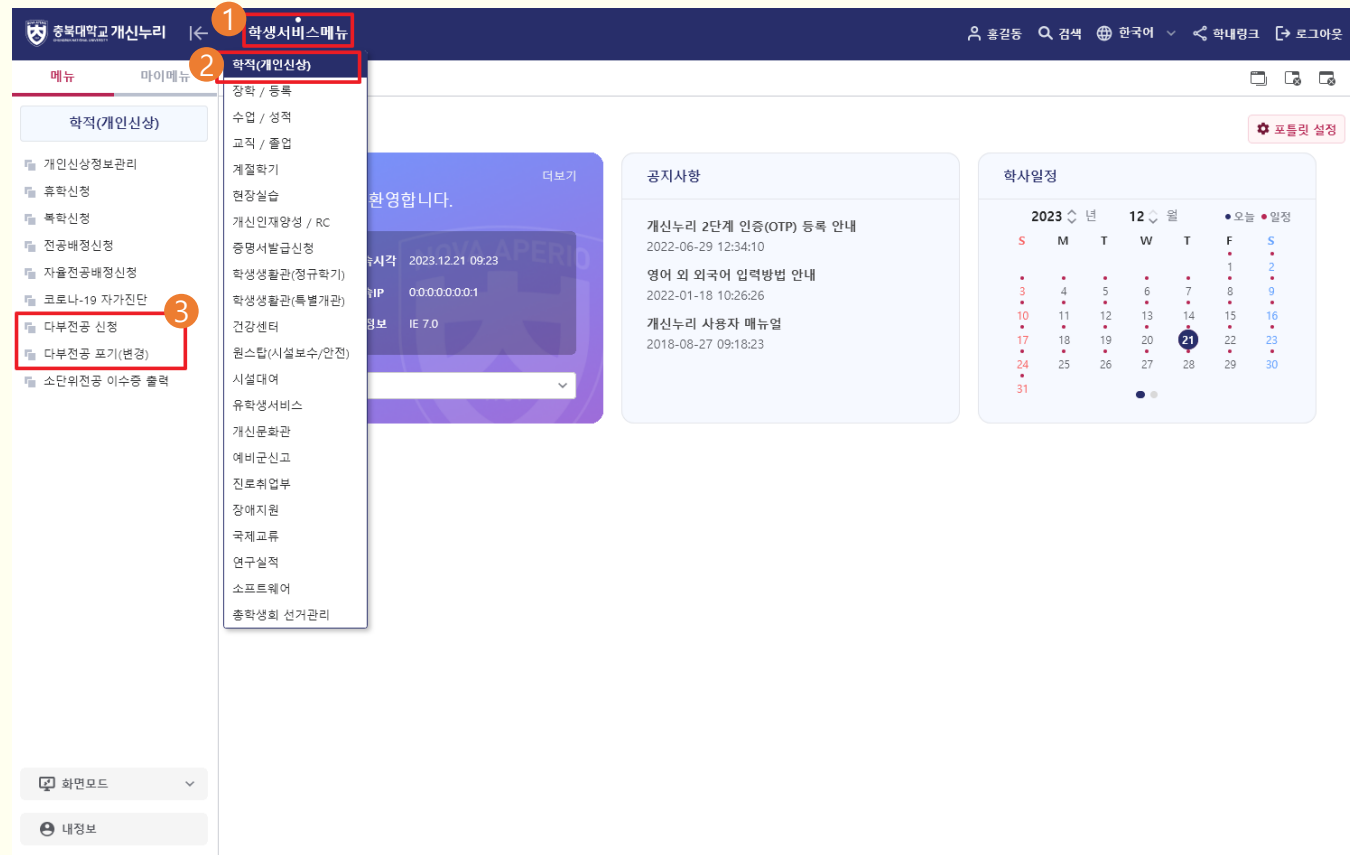 충북대학교 개신누리
1
학생서비스메뉴
홍길동 검색 한국어 학내링크 로그아웃
메뉴 마이메뉴
2
학적(개인신상)
장학 / 등록
수업 / 성적
교직 / 졸업
계절학기
현장실습
개신인재양성 / RC
증명서발급신청
학생생활관(정규학기)
학생생활관(특별개관)
건강센터
원스탑(시설보수/안전)
시설대여
유학생서비스
개신문화관
예비군신고
진로취업부
장애지원
국제교류
연구실적
소프트웨어
총학생회 선거관리
학적(개인신상)
개인신상정보관리
휴학신청
복학신청
전공배정신청
자율전공배정신청
코로나-19 자가진단
3
다부전공 신청
다부전공 포기(변경)
소단위전공 이수증 출력
포틀릿 설정
더보기
환영합니다.
NOVA APERIO
속시각 2023.12.21 09:23
속IP 0:0:0:0:0:0:0:1
정보 IE 7.0
공지사항
개신누리 2단계 인증(OTP) 등록 안내
2022-06-29 12:34:10
영어 외 외국어 입력방법 안내
2022-01-18 10:26:26
개신누리 사용자 매뉴얼
2018-08-27 09:18:23
학사일정
2023 년 12 월 오늘 일정
S M T W T F S
1 2
3 4 5 6 7 8 9
10 11 12 13 14 15 16
17 18 19 20 21 22 23
24 25 26 27 28 29 30
31
화면모드
내정보